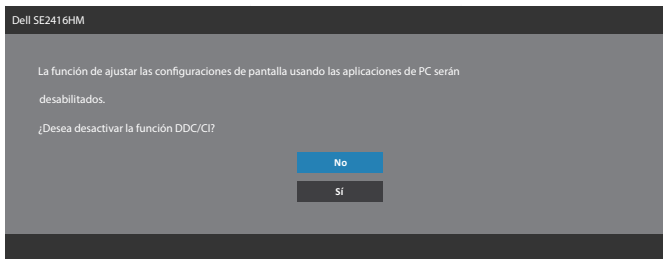 Dell SE2416HM
La función de ajustar las configuraciones de pantalla usando las aplicaciones de PC serán
desabilitados.
¿Desea desactivar la función DDC/CI?
No
Sí